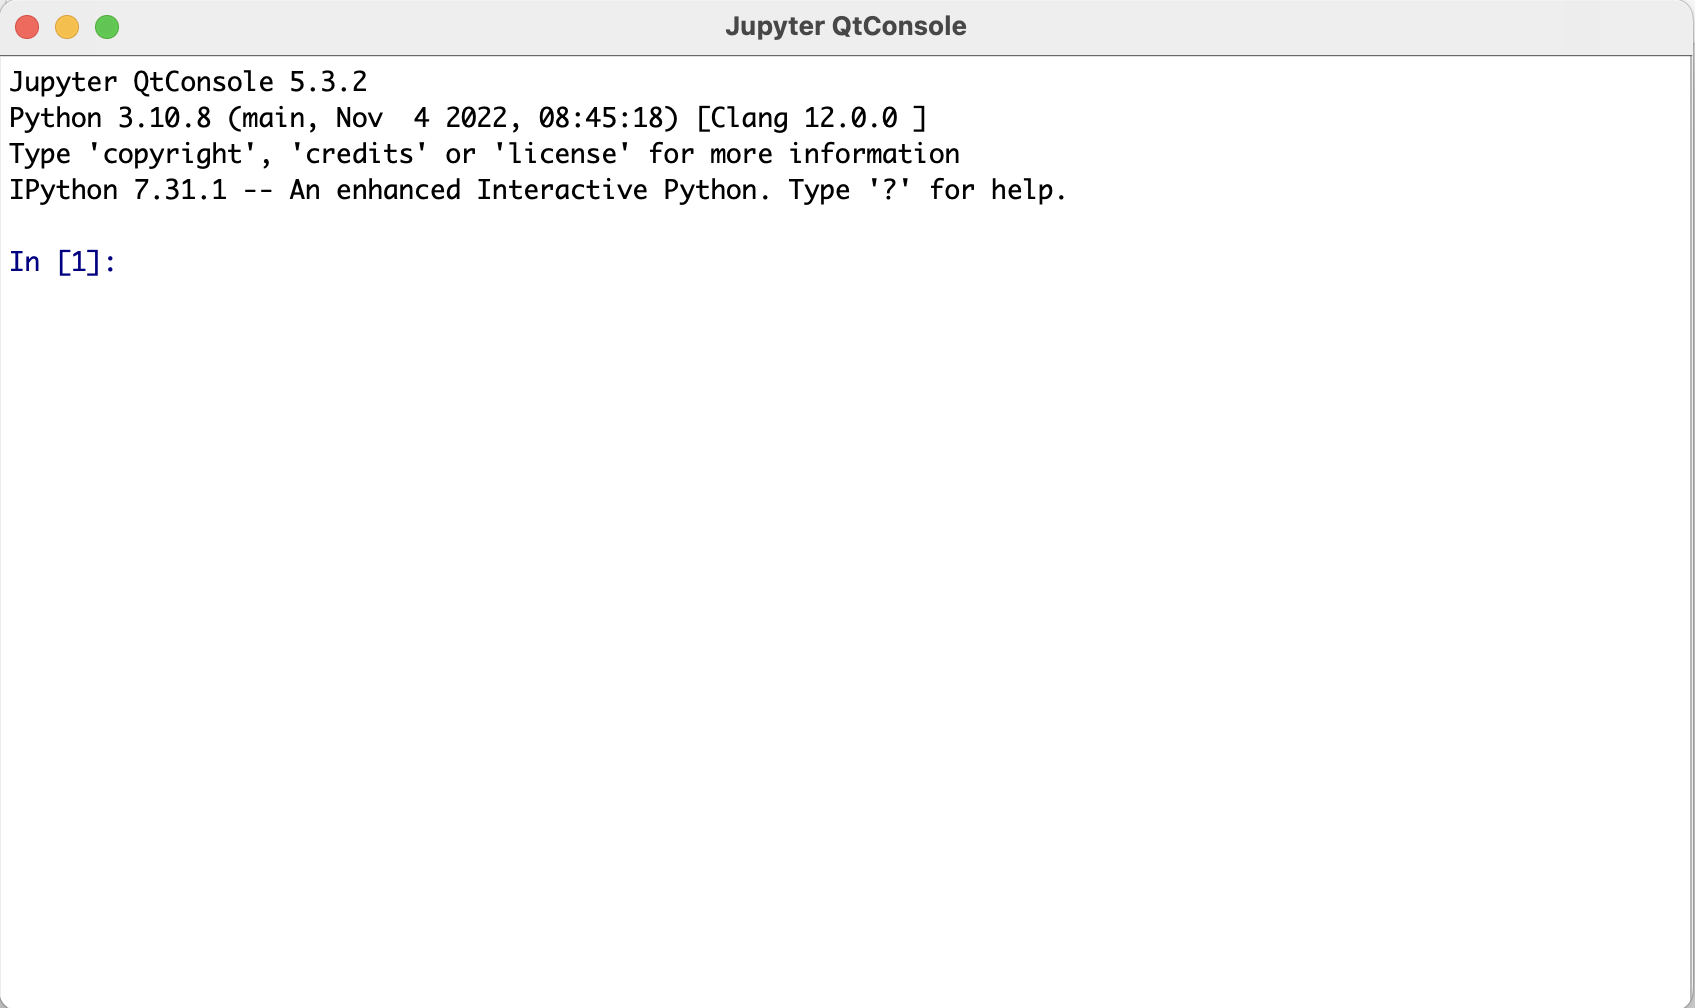 Jupyter QtConsole
Jupyter QtConsole 5.3.2
Python 3.10.8 (main, Nov  4 2022, 08:45:18) [Clang 12.0.0 ]
Type 'copyright', 'credits' or 'license' for more information
IPython 7.31.1 -- An enhanced Interactive Python. Type '?' for help.
In [1]: